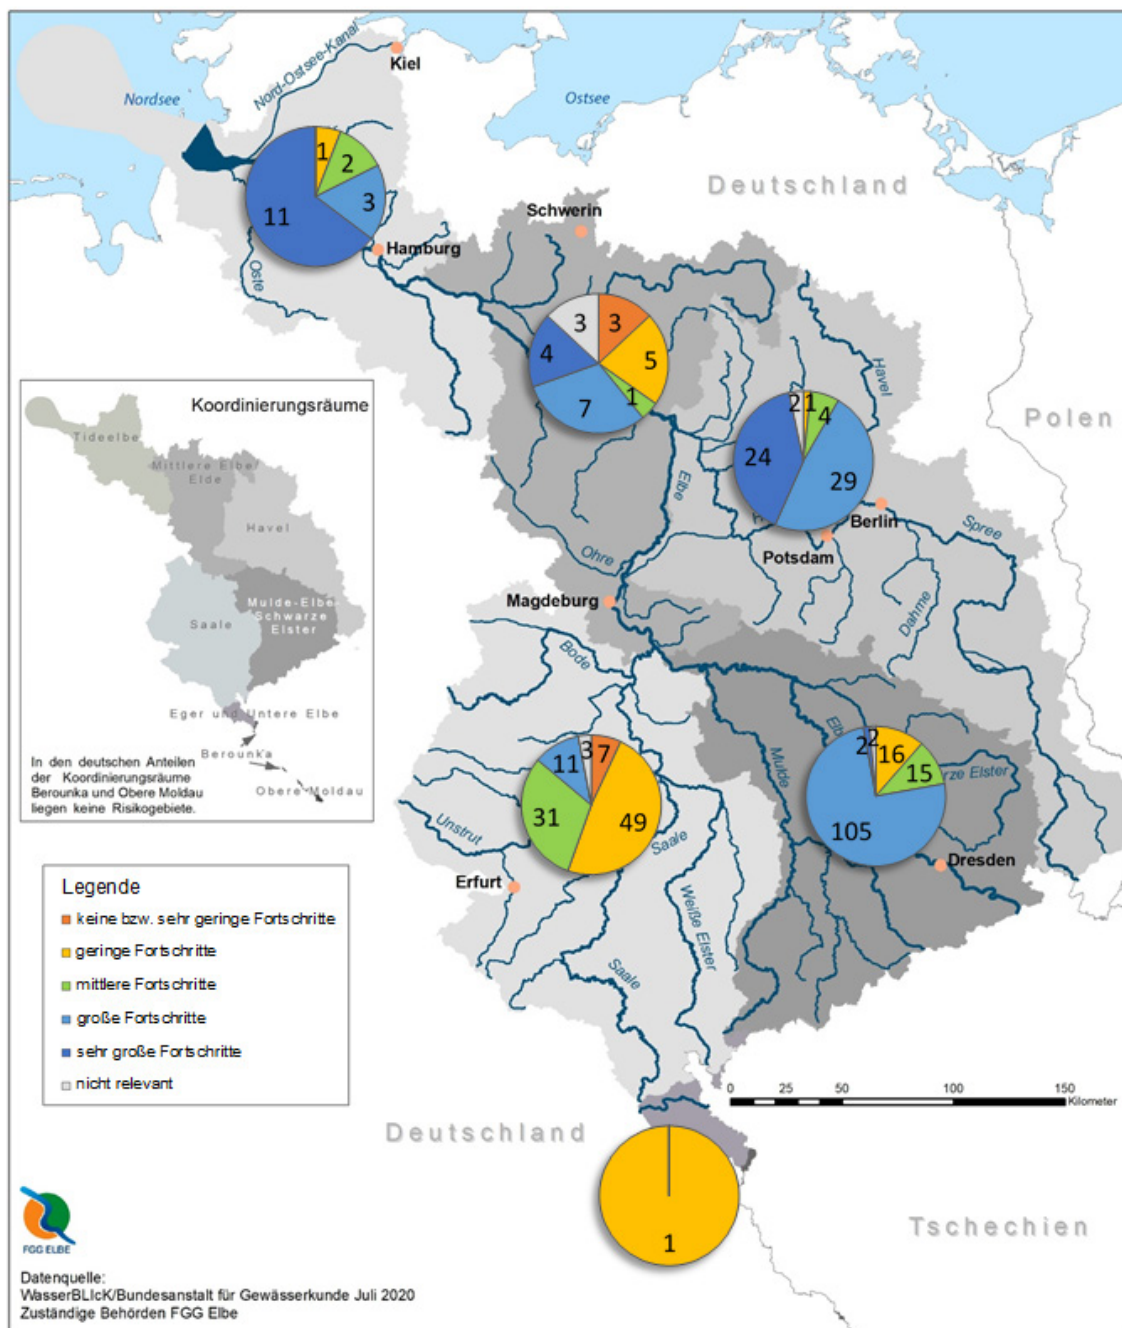 Kiel
Nord-Ostsee-Kanal
Nordsee
Ostsee
1
2
3
11
Deutschland
Schwerin
Hamburg
Oste
3
3
5
4
1
7
Havel
Polen
2
1
4
24
29
Elbe
Berlin
Spree
Potsdam
Ohre
Magdeburg
Dahme
Bode
Koordinierungsräume
Tideelbe
Mittlere Elbe/
Elde
Havel
Mulde-Elbe-
Schwarze
Elster
Saale
Eger und Untere Elbe
Berounka
Obere Moldau
In den deutschen Anteilen
der Koordinierungsräume
Berounka und Obere Moldau
liegen keine Risikogebiete.
3
7
11
31
49
Saale
Unstrut
Erfurt
Weiße Elster
Saale
Mulde
Elbe
2
2
16
15
rze Elster
105
Dresden
Legende
keine bzw. sehr geringe Fortschritte
geringe Fortschritte
mittlere Fortschritte
große Fortschritte
sehr große Fortschritte
nicht relevant
0 25 50 100 150
Kilometer
Deutschland
1
Tschechien
FGG ELBE
Datenquelle:
WasserBLIcK/Bundesanstalt für Gewässerkunde Juli 2020
Zuständige Behörden FGG Elbe